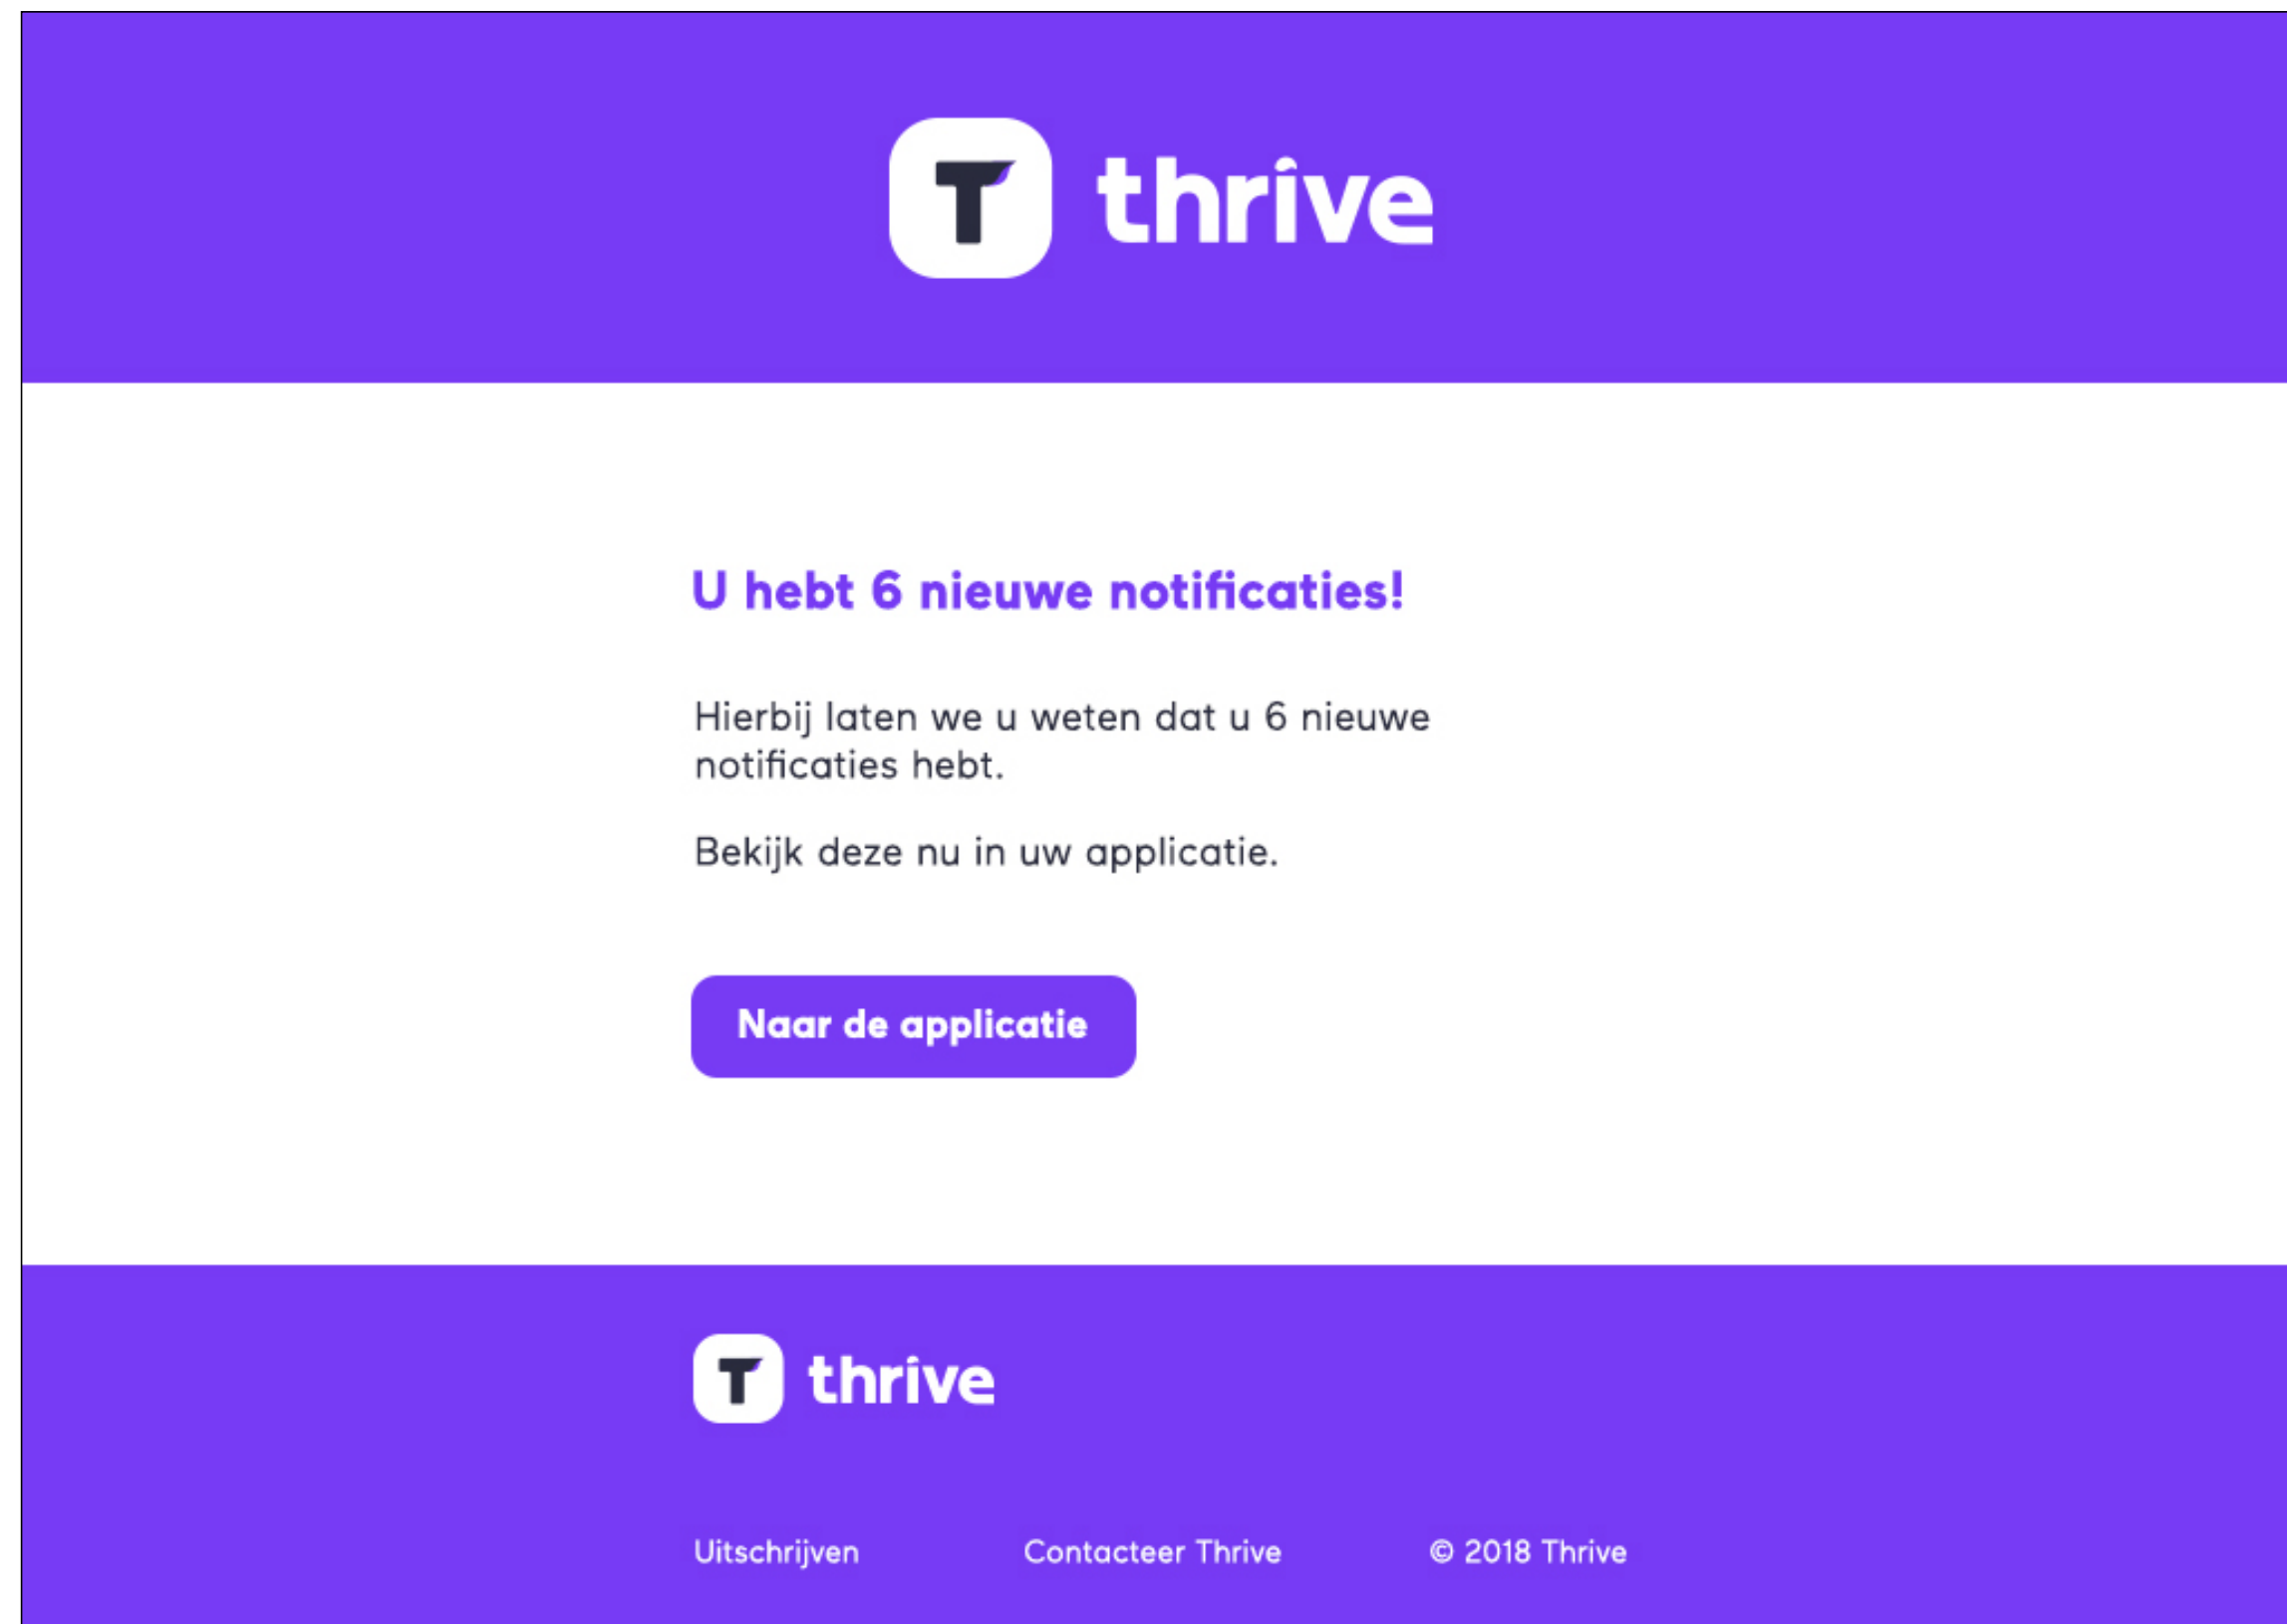 T thrive
U hebt 6 nieuwe notificaties!
Hierbij laten we u weten dat u 6 nieuwe
notificaties hebt.
Bekijk deze nu in uw applicatie.
Naar de applicatie
T thrive
Uitschrijven Contacteer Thrive © 2018 Thrive